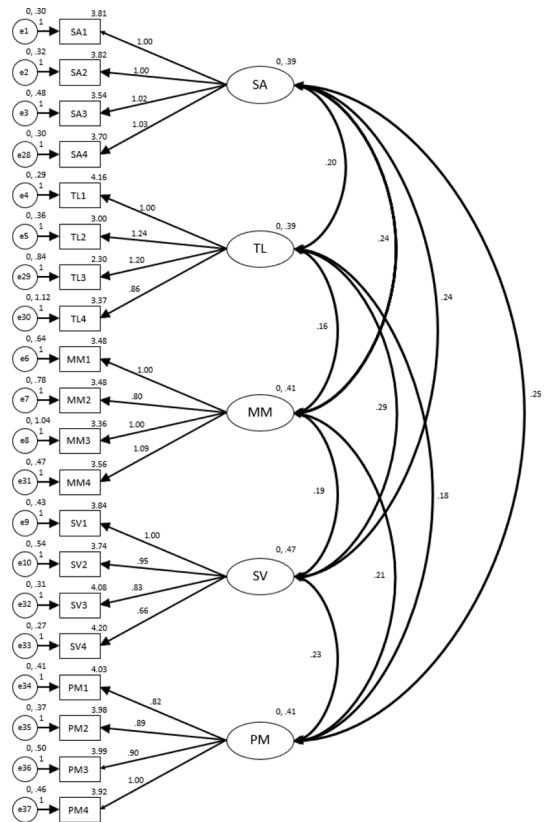 0, .30
3.81
e1
1
SA1
1.00
0, .32
3.82
e2
1
SA2
1.00
0, .48
3.54
e3
1
SA3
1.02
0, .30
3.70
e28
1
SA4
1.03
0, .39
SA
0, .29
4.16
e4
1
TL1
1.00
0, .36
3.00
e5
1
TL2
1.24
0, .84
2.30
e29
1
TL3
1.20
0, 1.12
3.37
e30
1
TL4
.86
0, .39
TL
0, .64
3.48
e6
1
MM1
1.00
0, .78
3.48
e7
1
MM2
.80
0, 1.04
3.36
e8
1
MM3
1.00
0, .47
3.56
e31
1
MM4
1.09
0, .41
MM
0, .43
3.84
e9
1
SV1
1.00
0, .54
3.74
e10
1
SV2
.95
0, .31
4.08
e32
1
SV3
.83
0, .27
4.20
e33
1
SV4
.66
0, .47
SV
0, .41
4.03
e34
1
PM1
.82
0, .37
3.98
e35
1
PM2
.89
0, .50
3.99
e36
1
PM3
.90
0, .46
3.92
e37
1
PM4
1.00
0, .41
PM
.20
.24
.24
.25
.16
.29
.18
.19
.21
.23